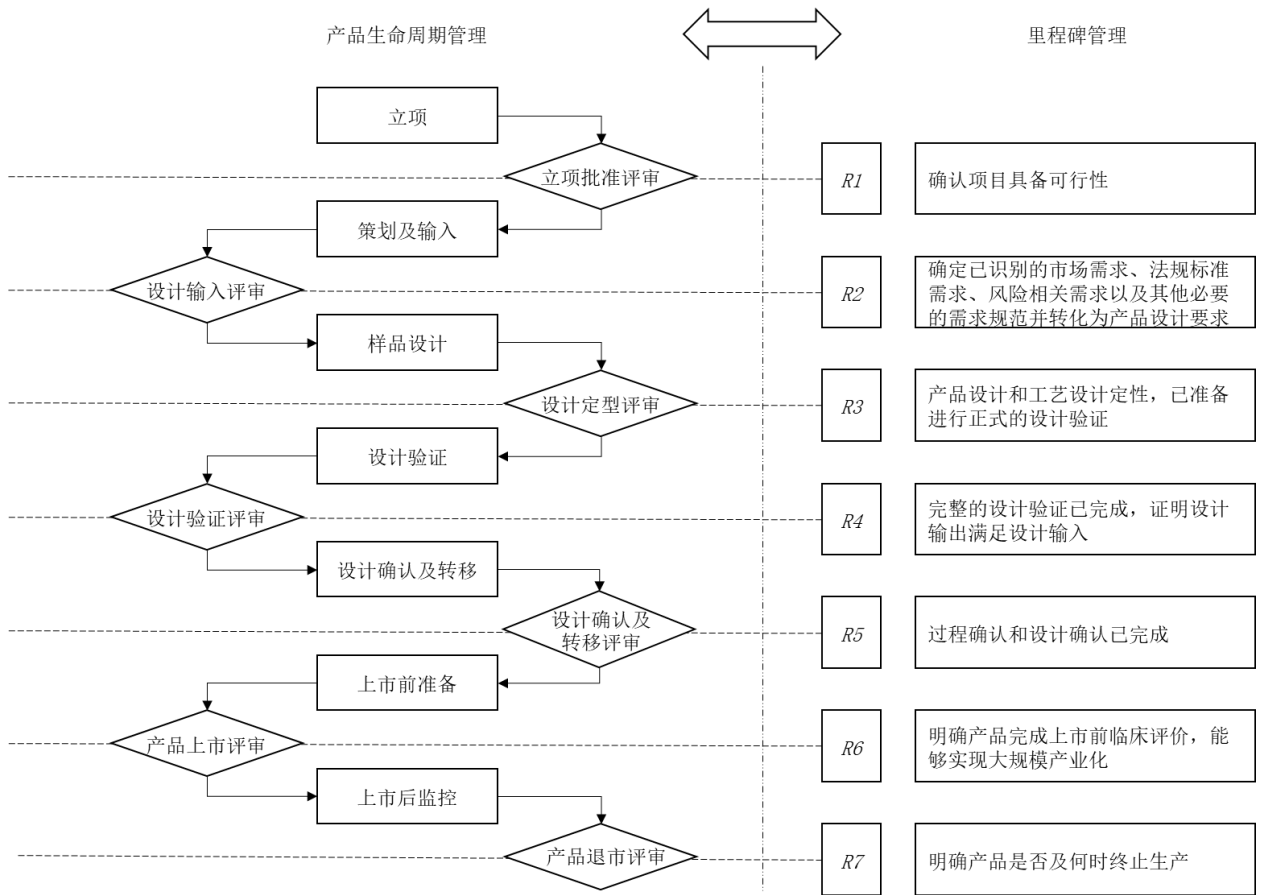 产品生命周期管理
里程碑管理
立项
立项批准评审
R1
确认项目具备可行性
策划及输入
设计输入评审
R2
确定已识别的市场需求、法规标准
需求、风险相关需求以及其他必要
的需求规范并转化为产品设计要求
样品设计
设计定型评审
R3
产品设计和工艺设计定性，已准备
进行正式的设计验证
设计验证
设计验证评审
R4
完整的设计验证已完成，证明设计
输出满足设计输入
设计确认及转移
设计确认及
转移评审
R5
过程确认和设计确认已完成
上市前准备
产品上市评审
R6
明确产品完成上市前临床评价，能
够实现大规模产业化
上市后监控
产品退市评审
R7
明确产品是否及何时终止生产